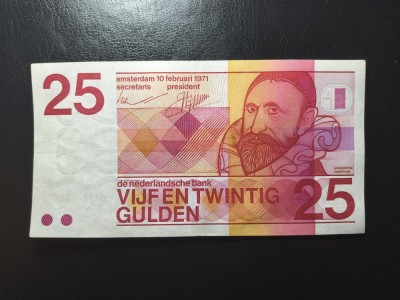 25
amsterdam 10 februari 1971
secretaris president
de nederlandsche bank
VIJF EN TWINTIG
GULDEN
25